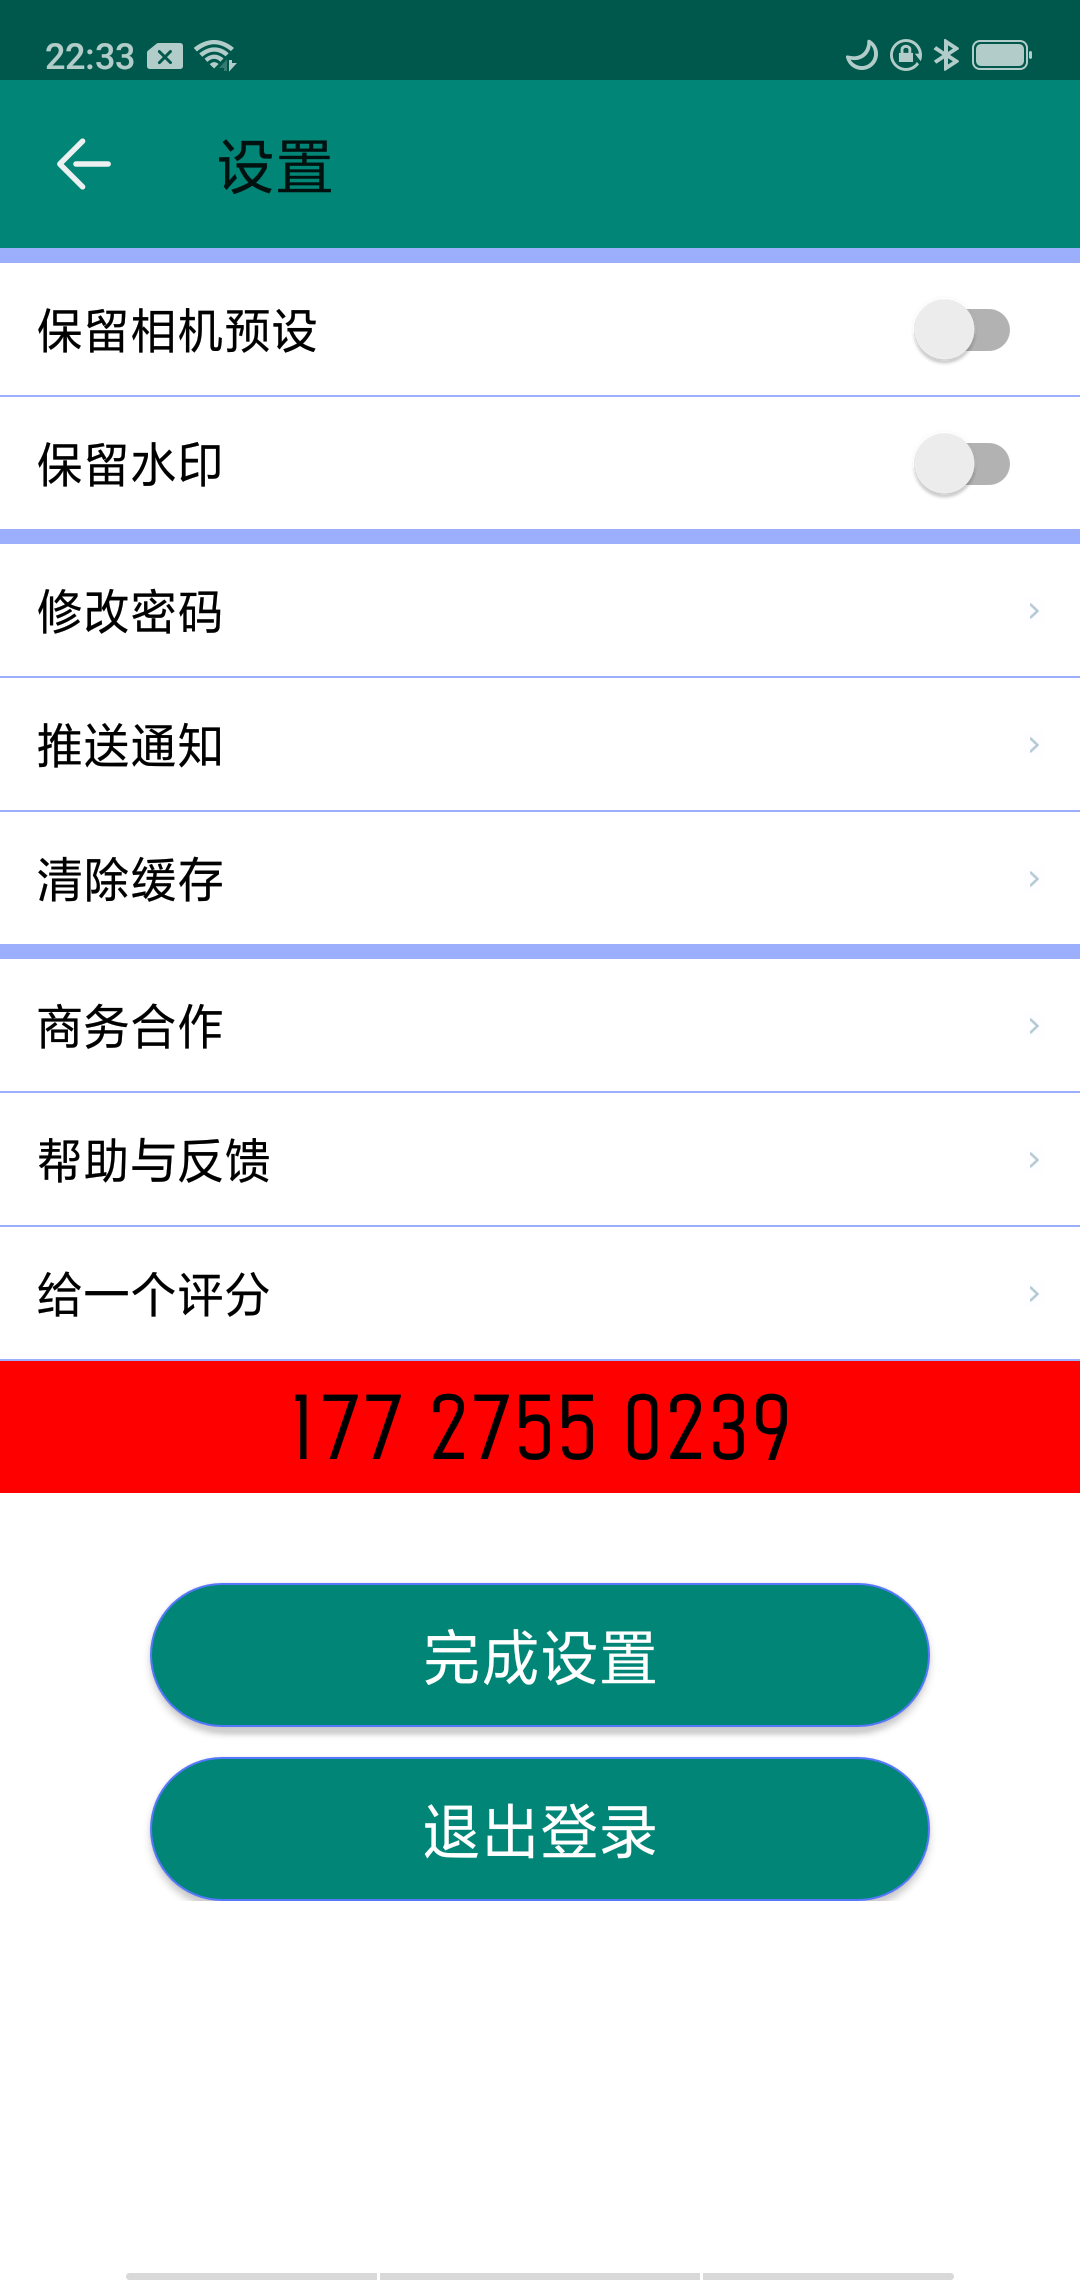 22:33
设置
保留相机预设
保留水印
修改密码
推送通知
清除缓存
商务合作
帮助与反馈
给一个评分
177 2755 0239
完成设置
退出登录